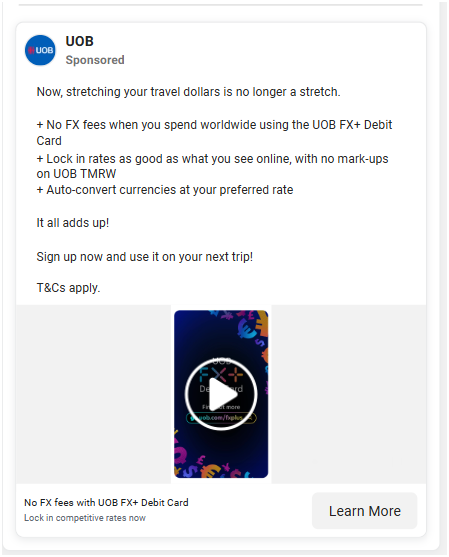 UOB
UOB
Sponsored
Now, stretching your travel dollars is no longer a stretch.
+ No FX fees when you spend worldwide using the UOB FX+ Debit
Card
+ Lock in rates as good as what you see online, with no mark-ups
on UOB TMRW
+ Auto-convert currencies at your preferred rate
It all adds up!
Sign up now and use it on your next trip!
T&Cs apply.
UOB
FX+
No FX fees with UOB FX+ Debit Card
Lock in competitive rates now
Learn More